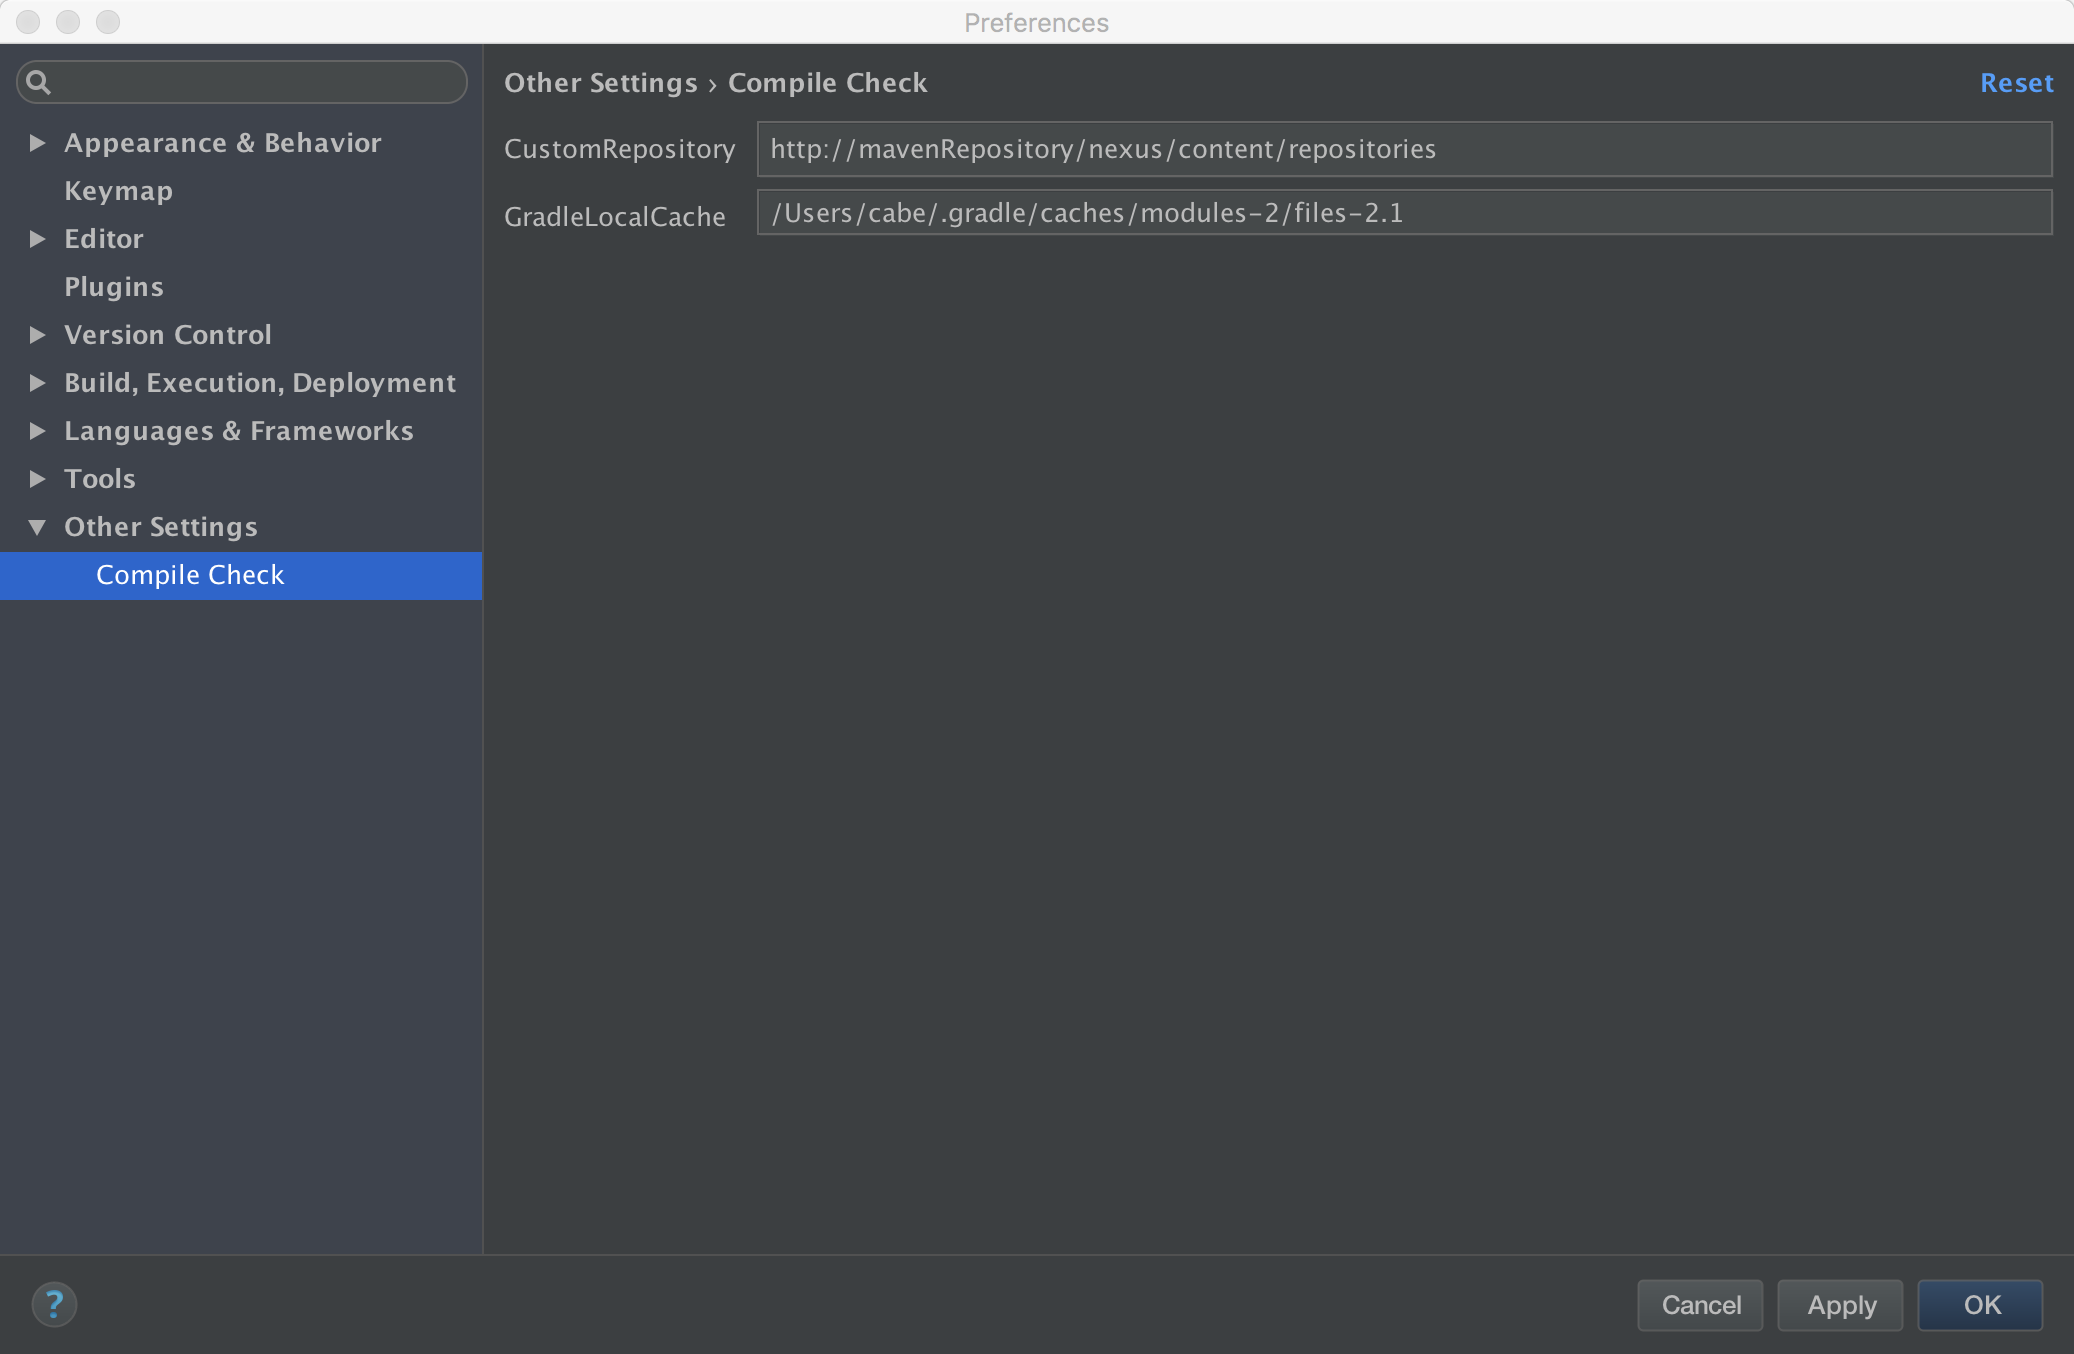 Preferences
Appearance & Behavior
Keymap
Editor
Plugins
Version Control
Build, Execution, Deployment
Languages & Frameworks
Tools
Other Settings
Compile Check
Other Settings › Compile Check
Reset
CustomRepository
http://mavenRepository/nexus/content/repositories
GradleLocalCache
/Users/cabe/.gradle/caches/modules-2/files-2.1
?
Cancel
Apply
OK